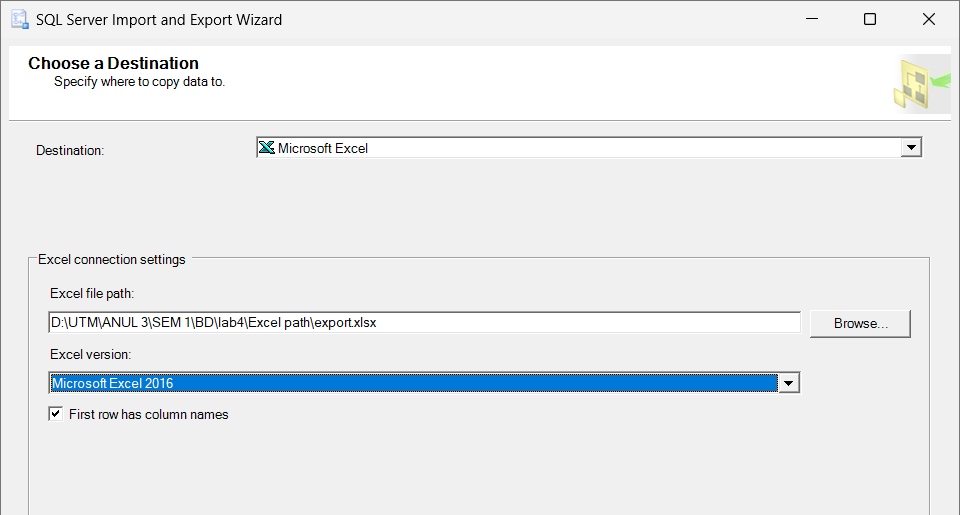 SQL Server Import and Export Wizard
Choose a Destination
Specify where to copy data to.
Destination:
Microsoft Excel
Excel connection settings
Excel file path:
D:\UTM\ANUL 3\SEM 1\BD\lab4\Excel path\export.xlsx
Browse...
Excel version:
Microsoft Excel 2016
First row has column names